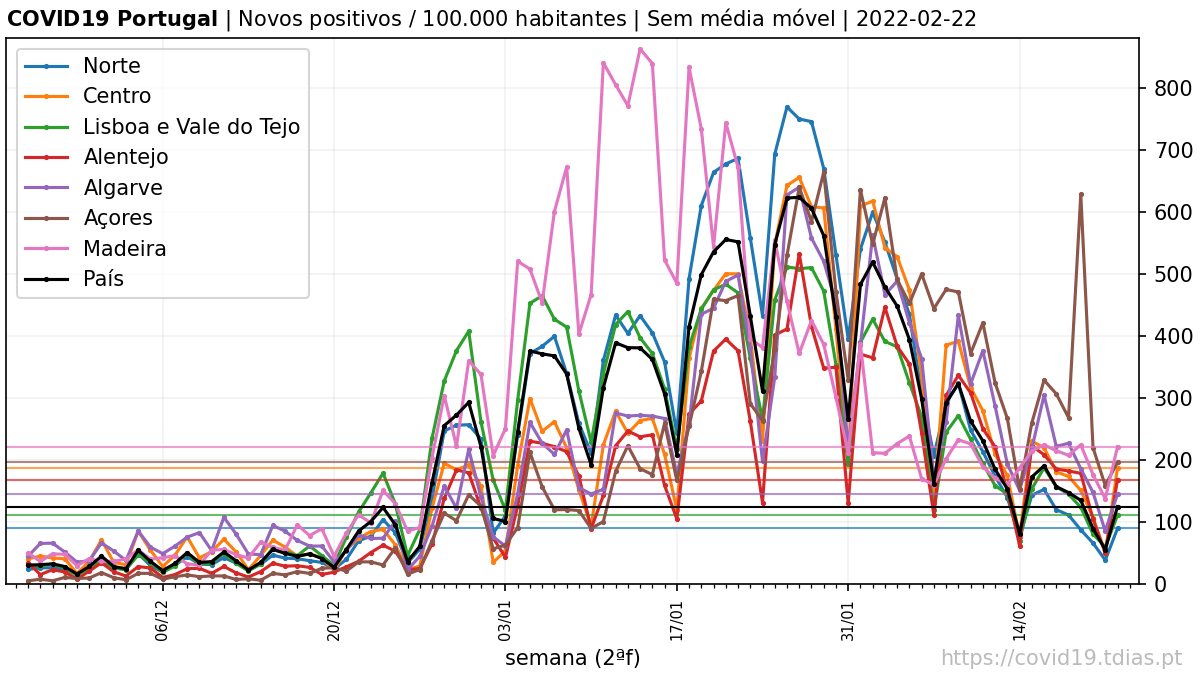 COVID19 Portugal | Novos positivos / 100.000 habitantes | Sem média móvel | 2022-02-22
Norte
Centro
Lisboa e Vale do Tejo
Alentejo
Algarve
Açores
Madeira
País
800
700
600
500
400
300
200
100
0
06/12
20/12
03/01
17/01
31/01
14/02
semana (2ªf)
https://covid19.tdias.pt